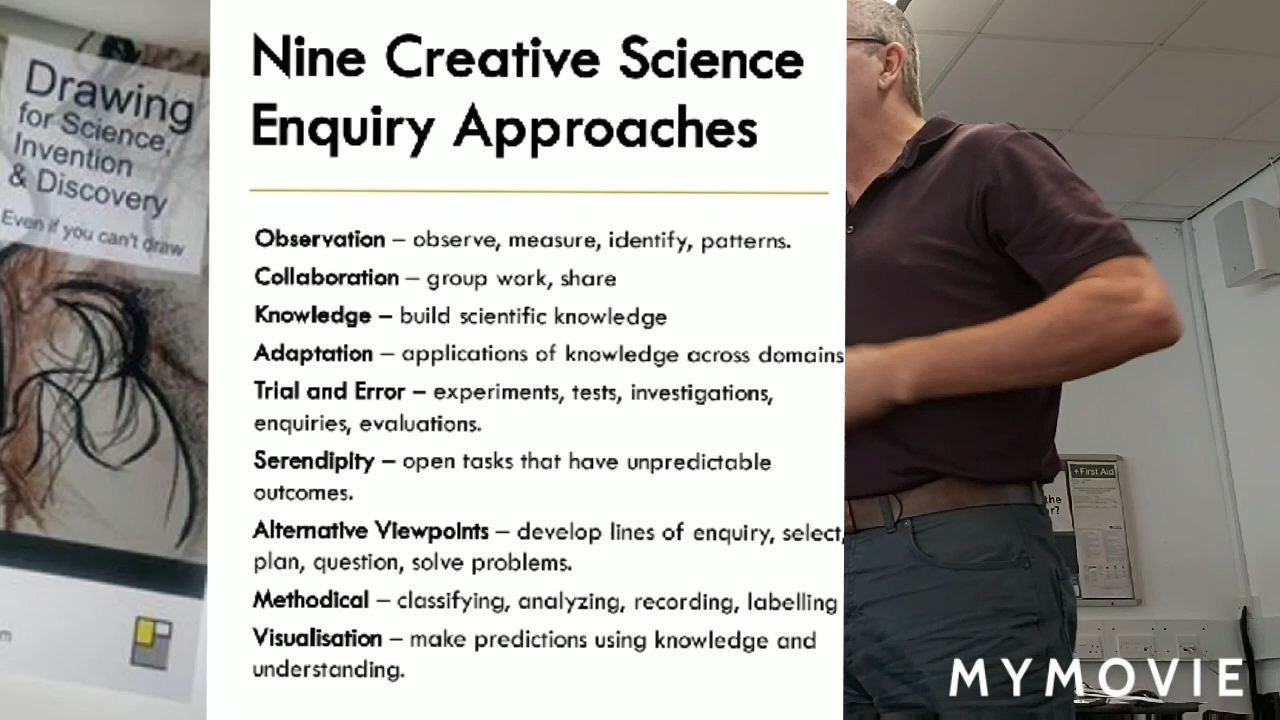 Drawing
for Science,
Invention
& Discovery
Even if you can't draw
m
Nine Creative Science
Enquiry Approaches
Observation – observe, measure, identify, patterns.
Collaboration – group work, share
Knowledge – build scientific knowledge
Adaptation – applications of knowledge across domains
Trial and Error – experiments, tests, investigations,
enquiries, evaluations.
Serendipity – open tasks that have unpredictable
outcomes.
Alternative Viewpoints – develop lines of enquiry, select,
plan, question, solve problems.
Methodical – classifying, analyzing, recording, labelling
Visualisation – make predictions using knowledge and
understanding.
+First Aid
the
r?
MYMOVIE